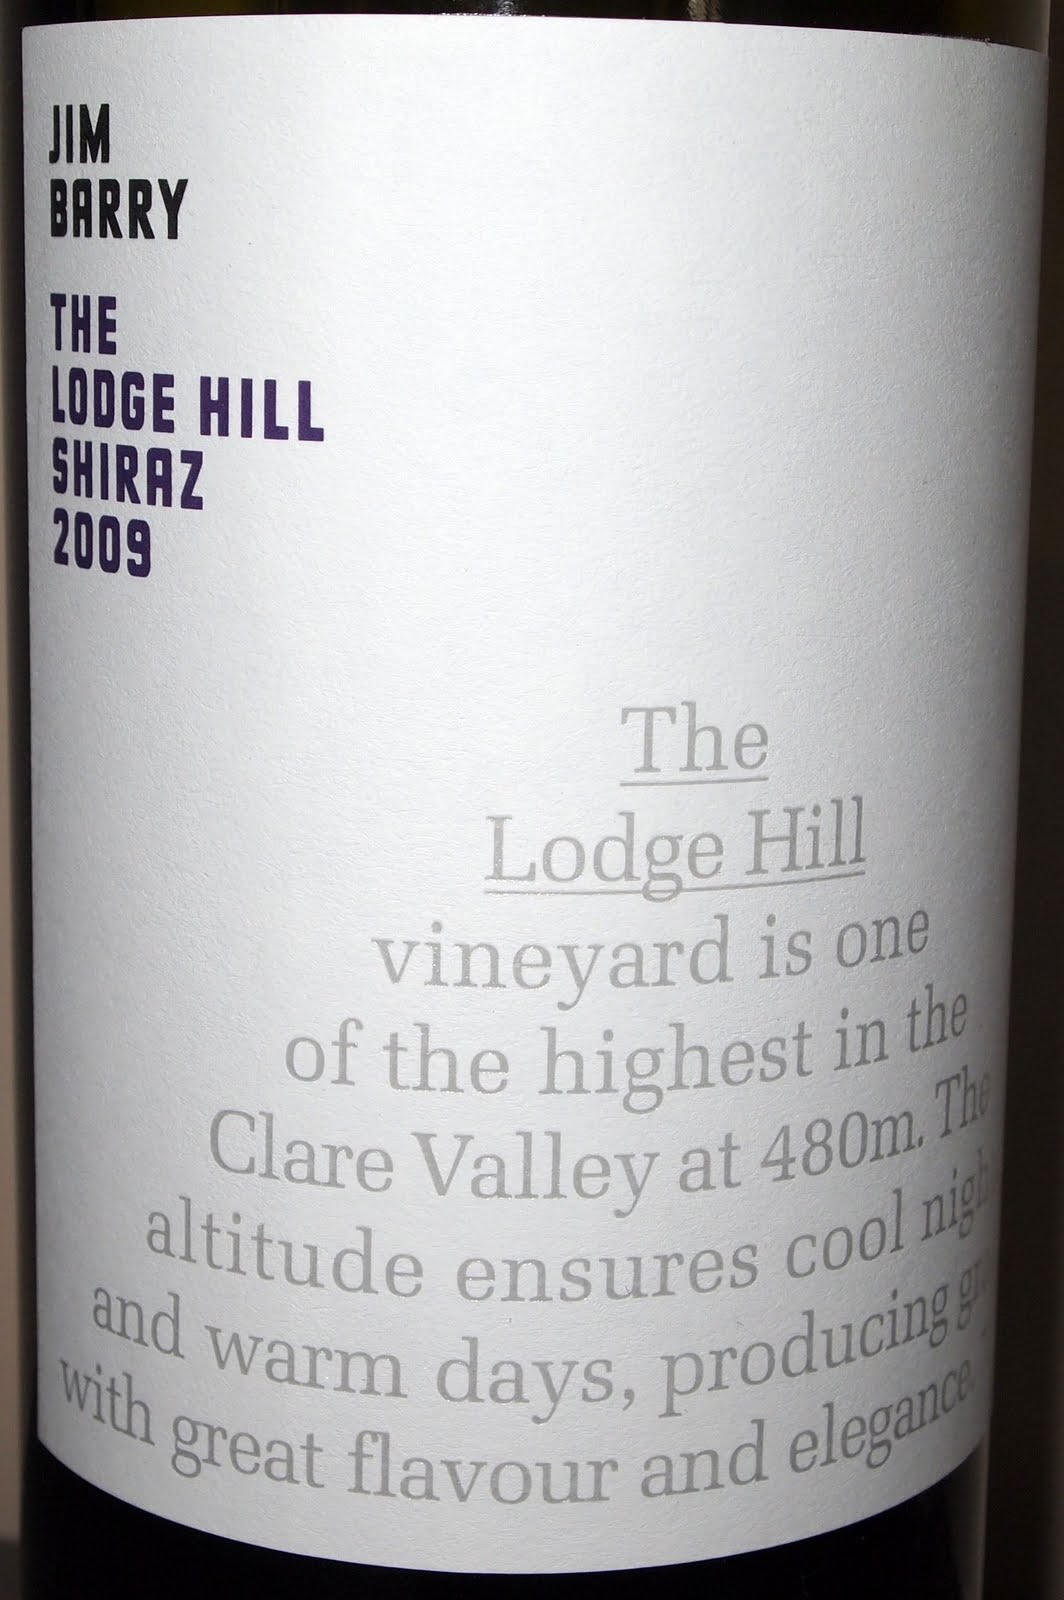 JIM
BARRY
THE
LODGE HILL
SHIRAZ
2009
The
Lodge Hill
vineyard is one
of the highest in the
Clare Valley at 480m. The
altitude ensures cool
and warm days, producing
with great flavour and elegance.